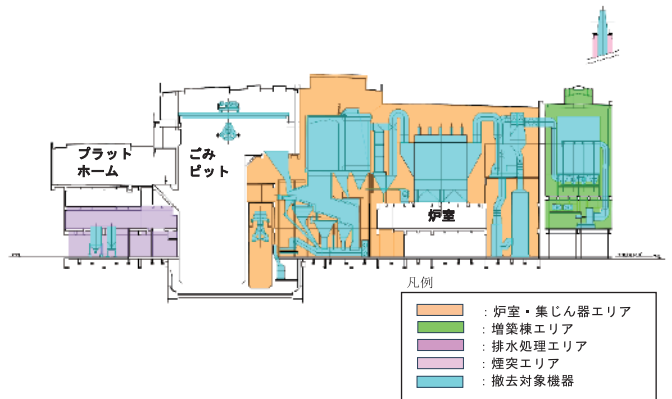 プラット
ホーム
ごみ
ピット
炉室
凡例
：炉室・集じん器エリア
：増築棟エリア
：排水処理エリア
：煙突エリア
：撤去対象機器